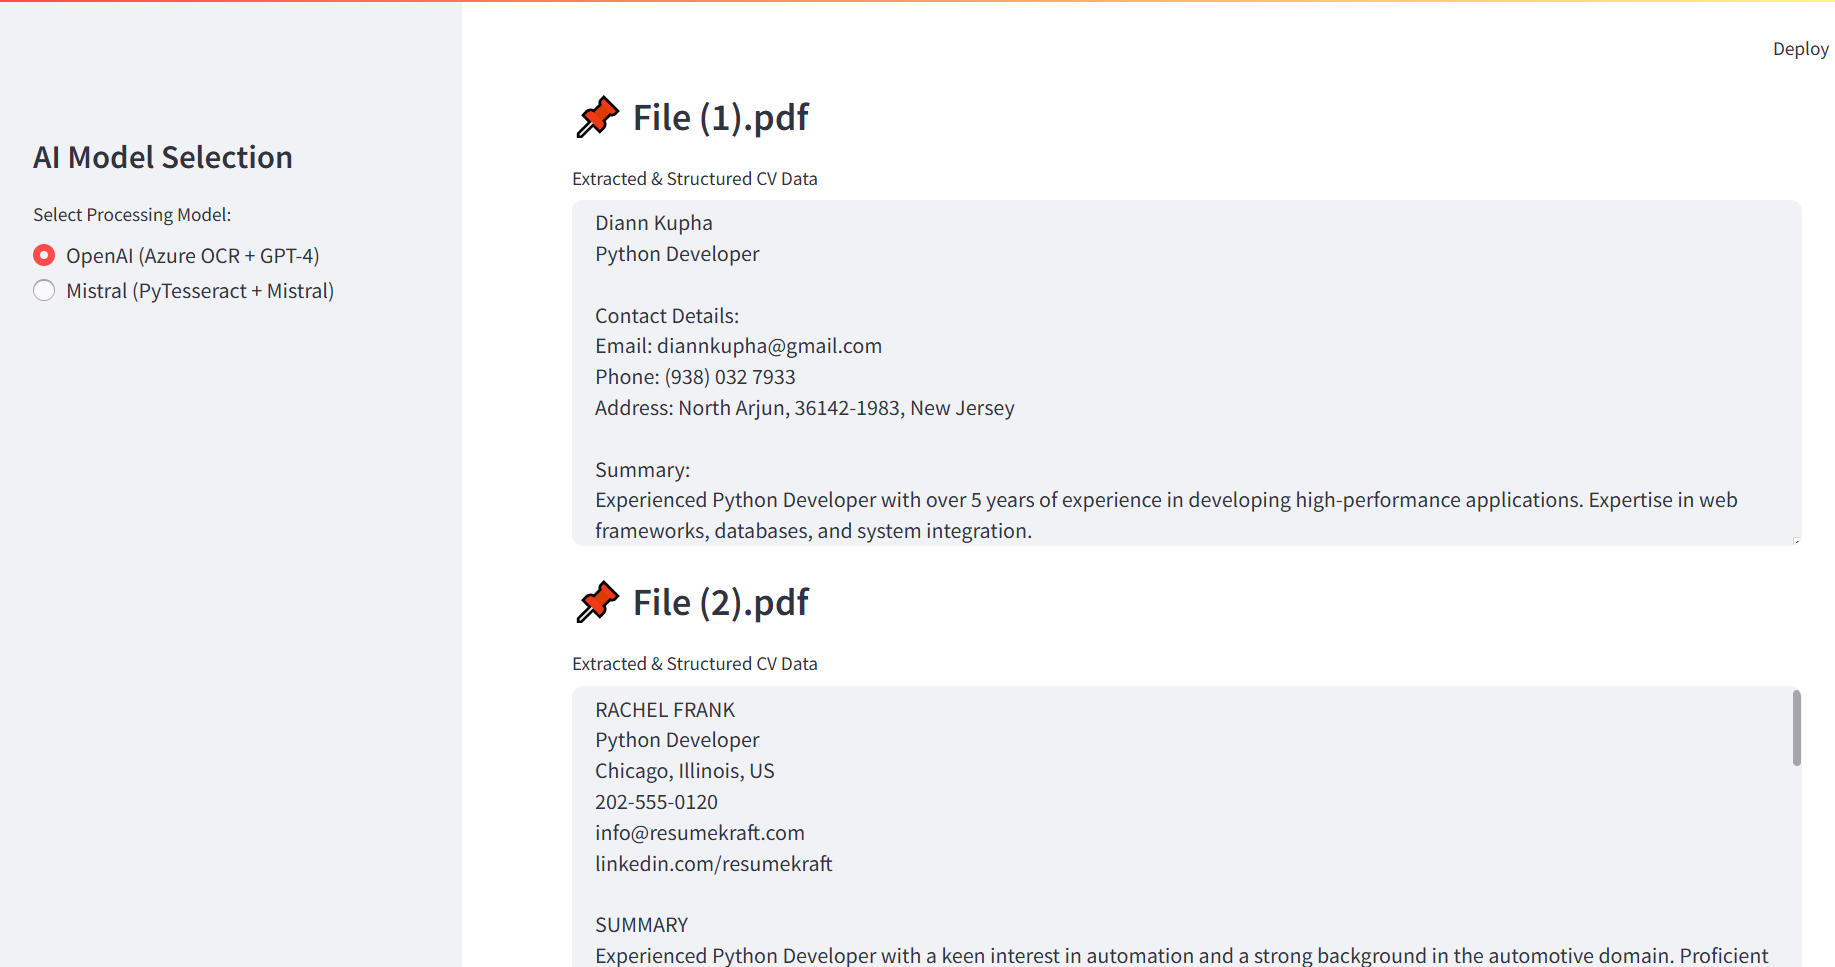 Deploy
AI Model Selection
Select Processing Model:
OpenAI (Azure OCR + GPT-4)
Mistral (PyTesseract + Mistral)
File (1).pdf
Extracted & Structured CV Data
Diann Kupha
Python Developer
Contact Details:
Email: diannkupha@gmail.com
Phone: (938) 032 7933
Address: North Arjun, 36142-1983, New Jersey
Summary:
Experienced Python Developer with over 5 years of experience in developing high-performance applications. Expertise in web
frameworks, databases, and system integration.
File (2).pdf
Extracted & Structured CV Data
RACHEL FRANK
Python Developer
Chicago, Illinois, US
202-555-0120
info@resumekraft.com
linkedin.com/resumekraft
SUMMARY
Experienced Python Developer with a keen interest in automation and a strong background in the automotive domain. Proficient